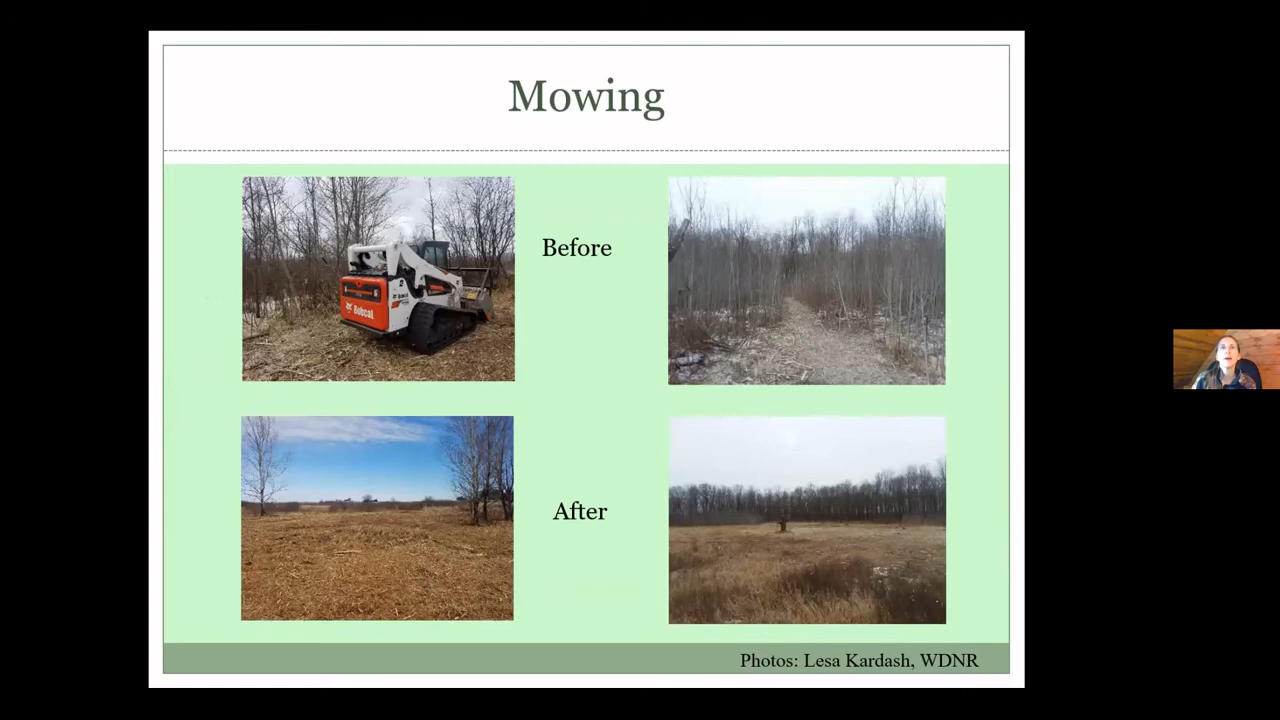 Mowing
Before
Bobcat
After
Photos: Lesa Kardash, WDNR